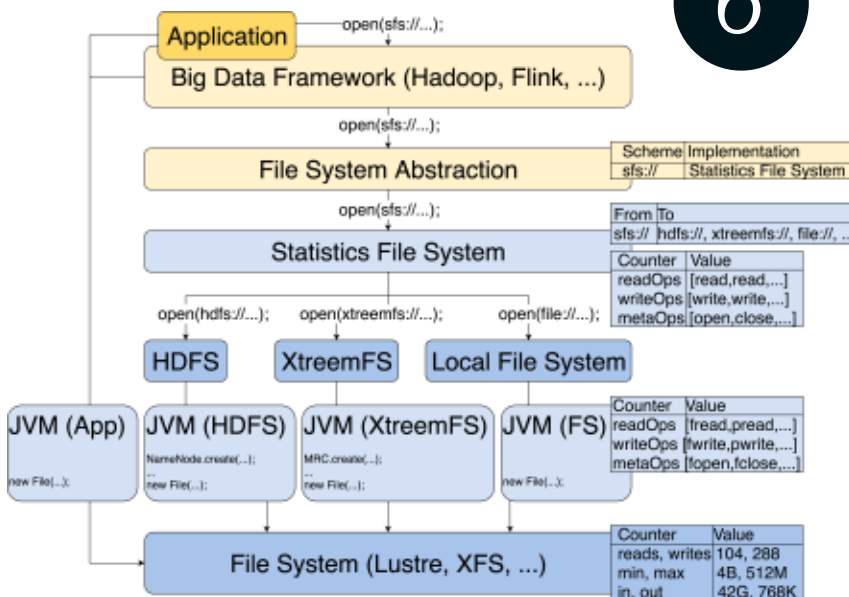 6
Application
open(sfs://...);
Big Data Framework (Hadoop, Flink, ...)
open(sfs://...);
File System Abstraction
Scheme Implementation
sfs:// Statistics File System
open(sfs://...);
Statistics File System
From To
sfs:// hdfs://, xtreemfs://, file://, ...
Counter Value
readOps [read,read,...]
writeOps [write,write,...]
metaOps [open,close,...]
open(hdfs://...); open(xtreemfs://...); open(file://...);
HDFS XtreemFS Local File System
JVM (App)
new File(...);
JVM (HDFS)
NameNode.create(...);
...
new File(...);
JVM (XtreemFS)
MRC.create(...);
...
new File(...);
JVM (FS)
new File(...);
Counter Value
readOps [fread,pread,...]
writeOps [fwrite,pwrite,...]
metaOps [fopen,fclose,...]
File System (Lustre, XFS, ...)
Counter Value
reads, writes 104, 288
min, max 4B, 512M
in, out 42G, 768K